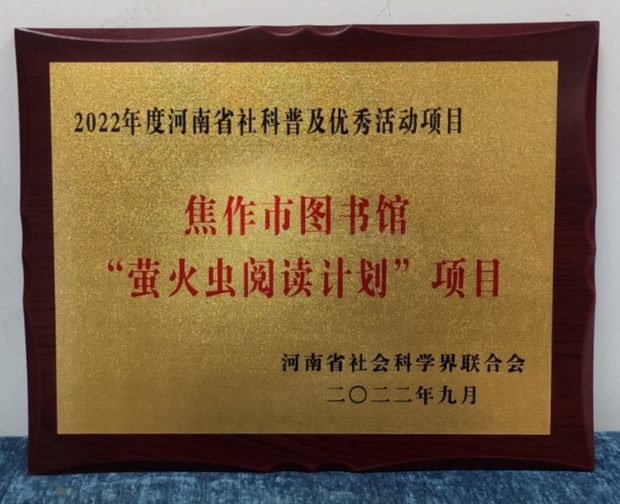 2022年度河南省社科普及优秀活动项目
焦作市图书馆
“萤火虫阅读计划”项目
河南省社会科学界联合会
二〇二二年九月